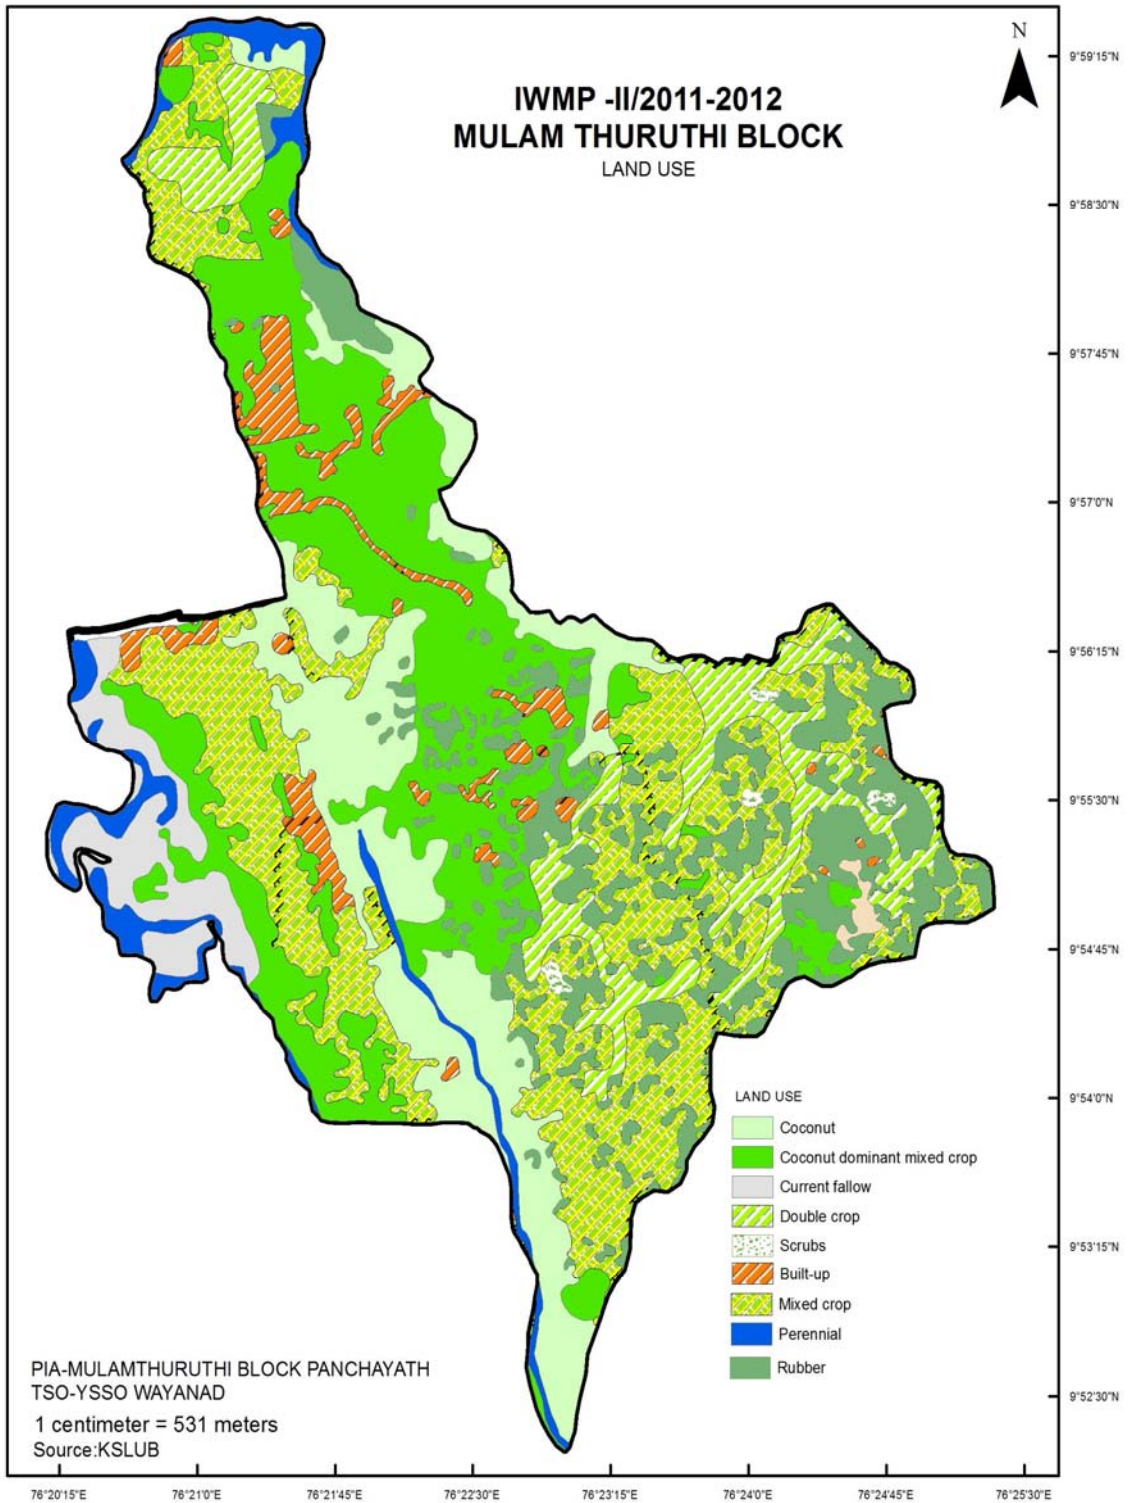 N
IWMP -II/2011-2012
MULAM THURUTHI BLOCK
LAND USE
9°59'15"N
9°58'30"N
9°57'45"N
9°57'0"N
9°56'15"N
9°55'30"N
9°54'45"N
9°54'0"N
9°53'15"N
9°52'30"N
LAND USE
Coconut
Coconut dominant mixed crop
Current fallow
Double crop
Scrubs
Built-up
Mixed crop
Perennial
Rubber
PIA-MULAMTHURUTHI BLOCK PANCHAYATH
TSO-YSSO WAYANAD
1 centimeter = 531 meters
Source:KSLUB
76°20'15"E 76°21'0"E 76°21'45"E 76°22'30"E 76°23'15"E 76°24'0"E 76°24'45"E 76°25'30"E